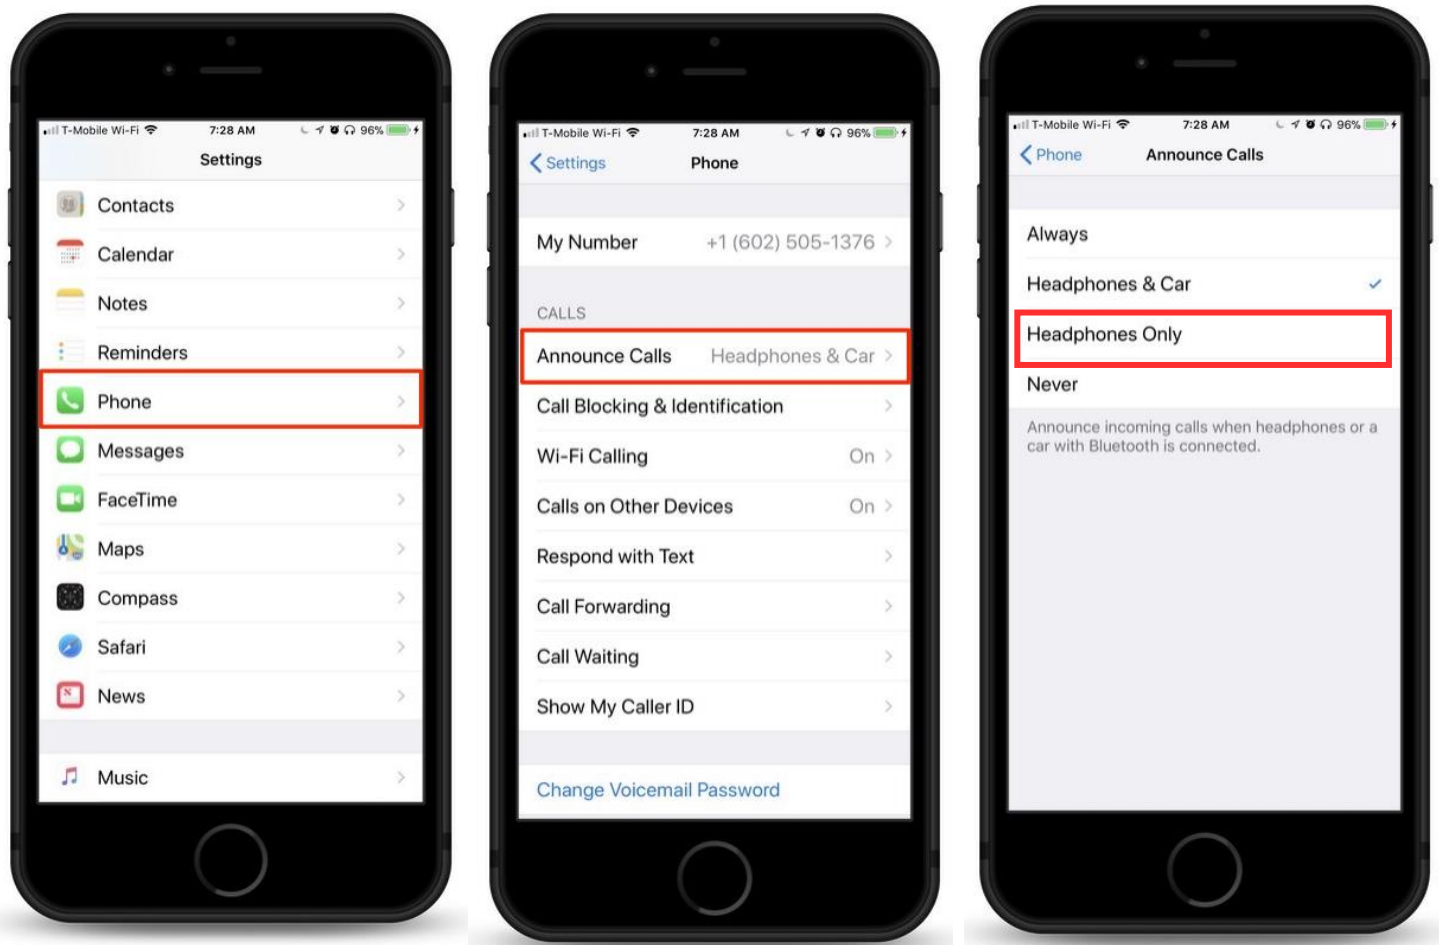 T-Mobile Wi-Fi 7:28 AM 96%
Settings
Contacts
Calendar
Notes
Reminders
Phone
Messages
FaceTime
Maps
Compass
Safari
News
Music
T-Mobile Wi-Fi 7:28 AM 96%
Settings Phone
My Number +1 (602) 505-1376
CALLS
Announce Calls Headphones & Car
Call Blocking & Identification
Wi-Fi Calling On
Calls on Other Devices On
Respond with Text
Call Forwarding
Call Waiting
Show My Caller ID
Change Voicemail Password
T-Mobile Wi-Fi 7:28 AM 96%
Phone Announce Calls
Always
Headphones & Car
Headphones Only
Never
Announce incoming calls when headphones or a
car with Bluetooth is connected.